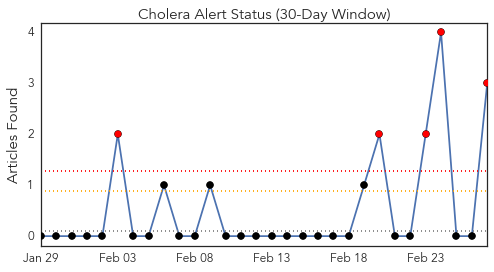 Cholera Alert Status (30-Day Window)
Articles Found
4
3
2
1
0
Jan 29 Feb 03 Feb 08 Feb 13 Feb 18 Feb 23